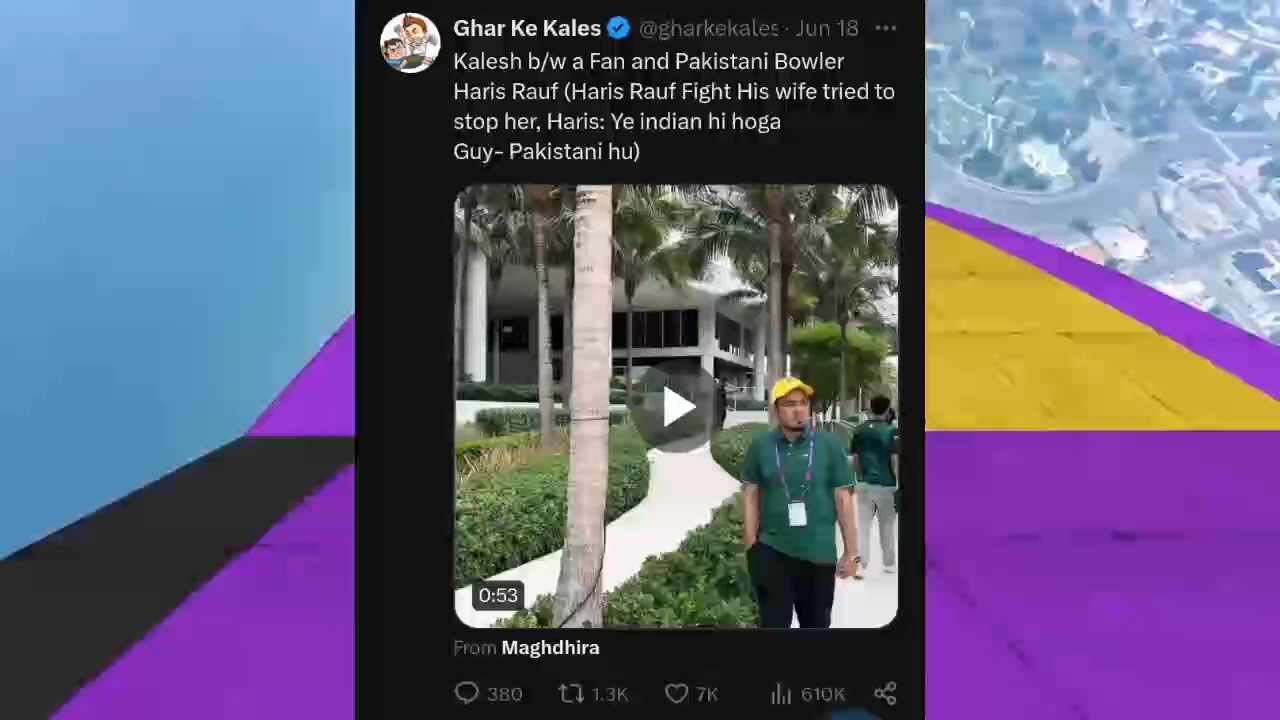 Ghar Ke Kales @gharkekales · Jun 18
Kalesh b/w a Fan and Pakistani Bowler
Haris Rauf (Haris Rauf Fight His wife tried to
stop her, Haris: Ye indian hi hoga
Guy- Pakistani hu)
0:53
From Maghdhira
380 1.3K 7K 610K